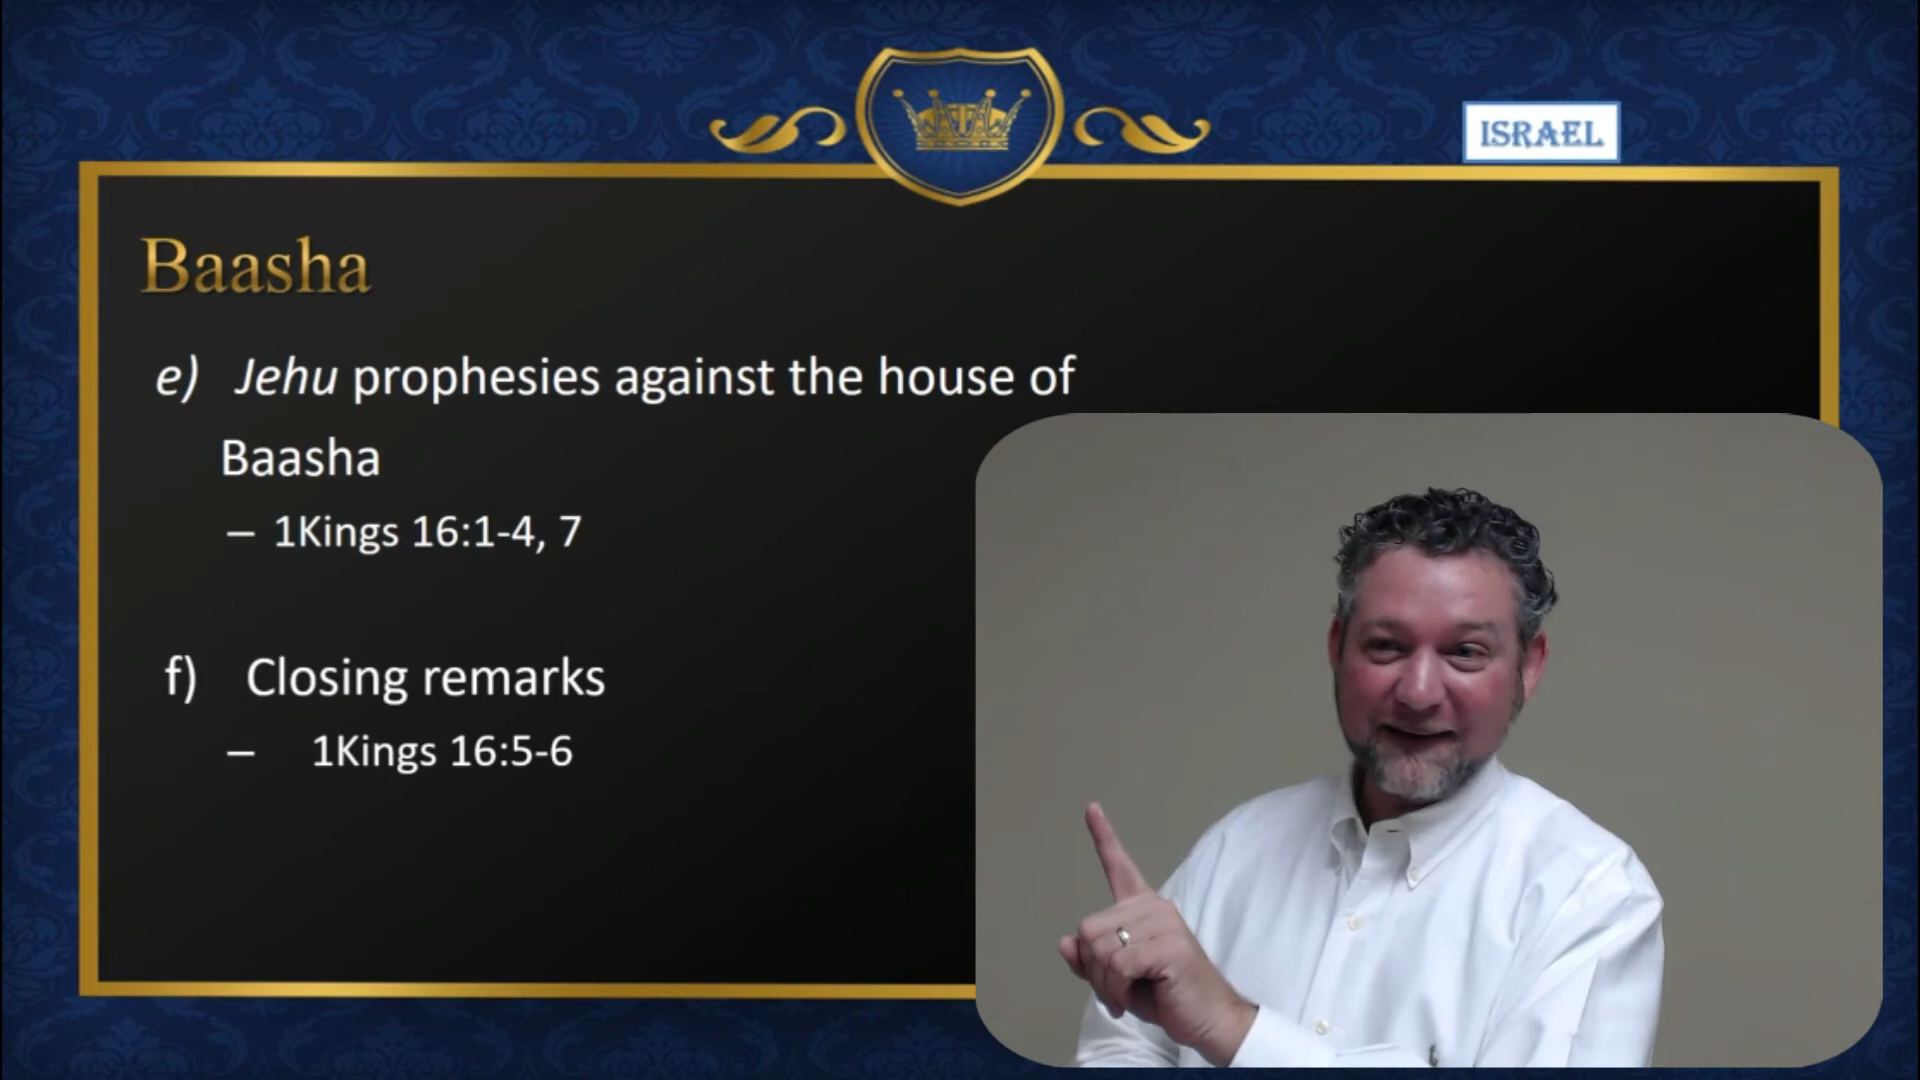 ISRAEL
Baasha
e) Jehu prophesies against the house of
Baasha
– 1Kings 16:1-4, 7
f) Closing remarks
– 1Kings 16:5-6